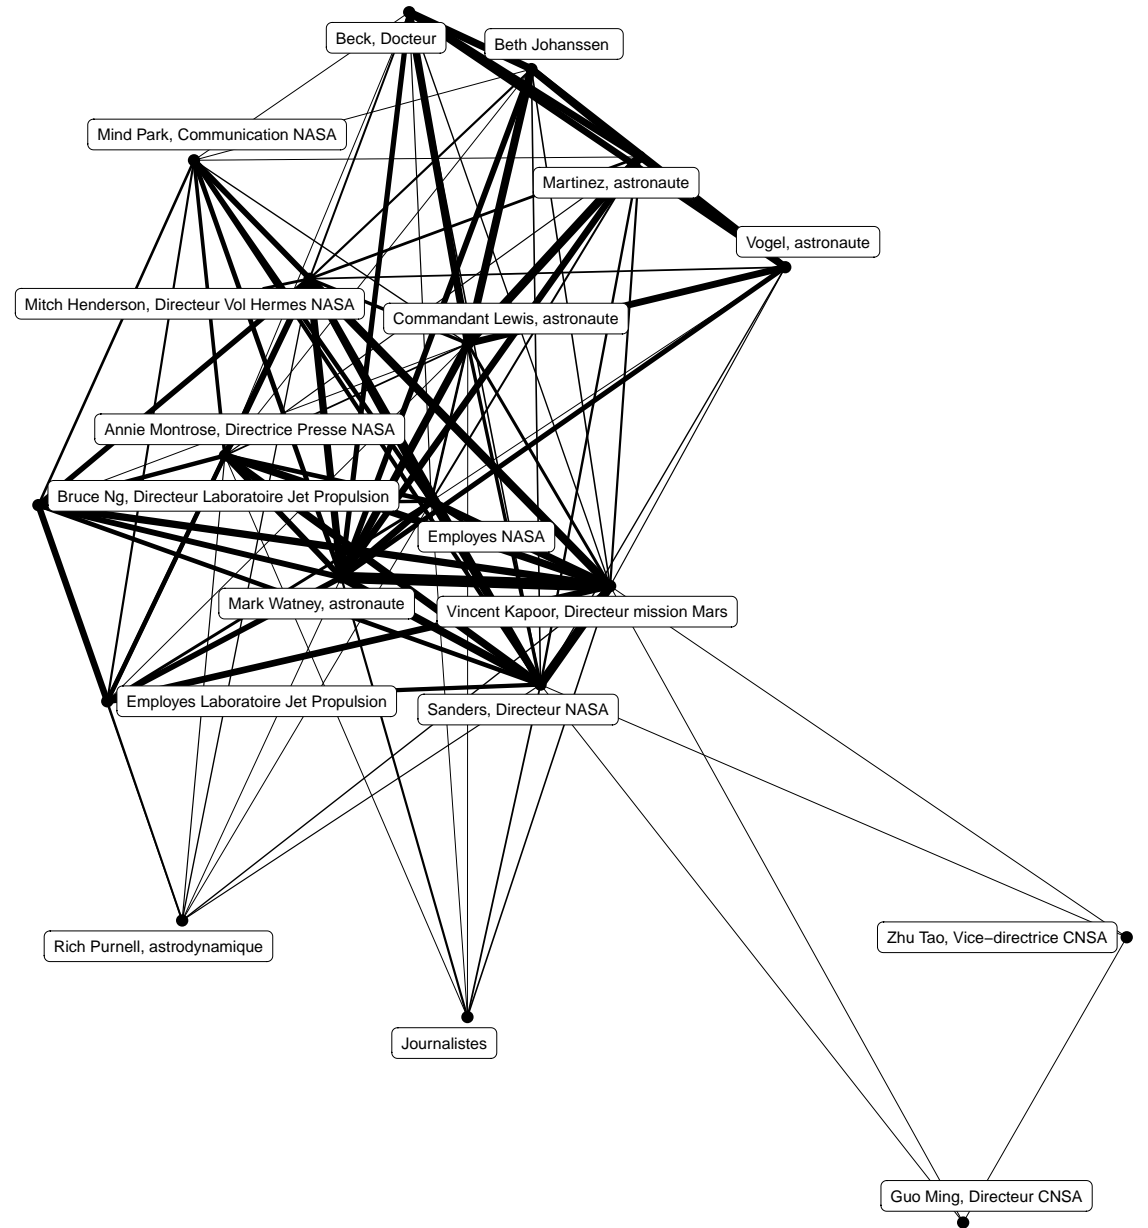 Beck, Docteur
Beth Johanssen
Mind Park, Communication NASA
Martinez, astronaute
Vogel, astronaute
Mitch Henderson, Directeur Vol Hermes NASA
Commandant Lewis, astronaute
Annie Montrose, Directrice Presse NASA
Bruce Ng, Directeur Laboratoire Jet Propulsion
Employes NASA
Mark Watney, astronaute
Vincent Kapoor, Directeur mission Mars
Employes Laboratoire Jet Propulsion
Sanders, Directeur NASA
Rich Purnell, astrodynamique
Zhu Tao, Vice−directrice CNSA
Journalistes
Guo Ming, Directeur CNSA